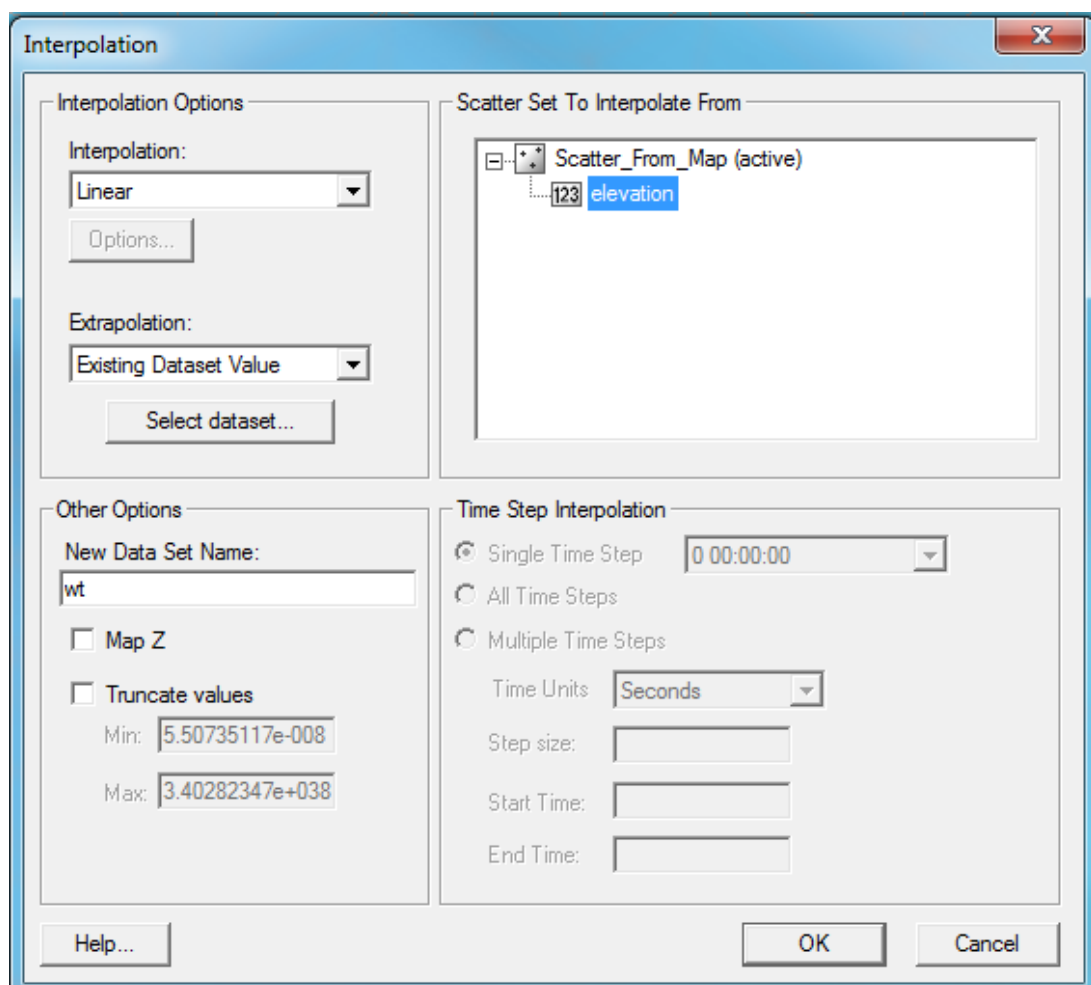 Interpolation
x
Interpolation Options
Interpolation:
Linear
Options...
Extrapolation:
Existing Dataset Value
Select dataset...
Scatter Set To Interpolate From
Scatter_From_Map (active)
123 elevation
Other Options
New Data Set Name:
wt
Map Z
Truncate values
Min: 5.50735117e-008
Max: 3.40282347e+038
Time Step Interpolation
Single Time Step 0 00:00:00
All Time Steps
Multiple Time Steps
Time Units Seconds
Step size:
Start Time:
End Time:
Help... OK Cancel